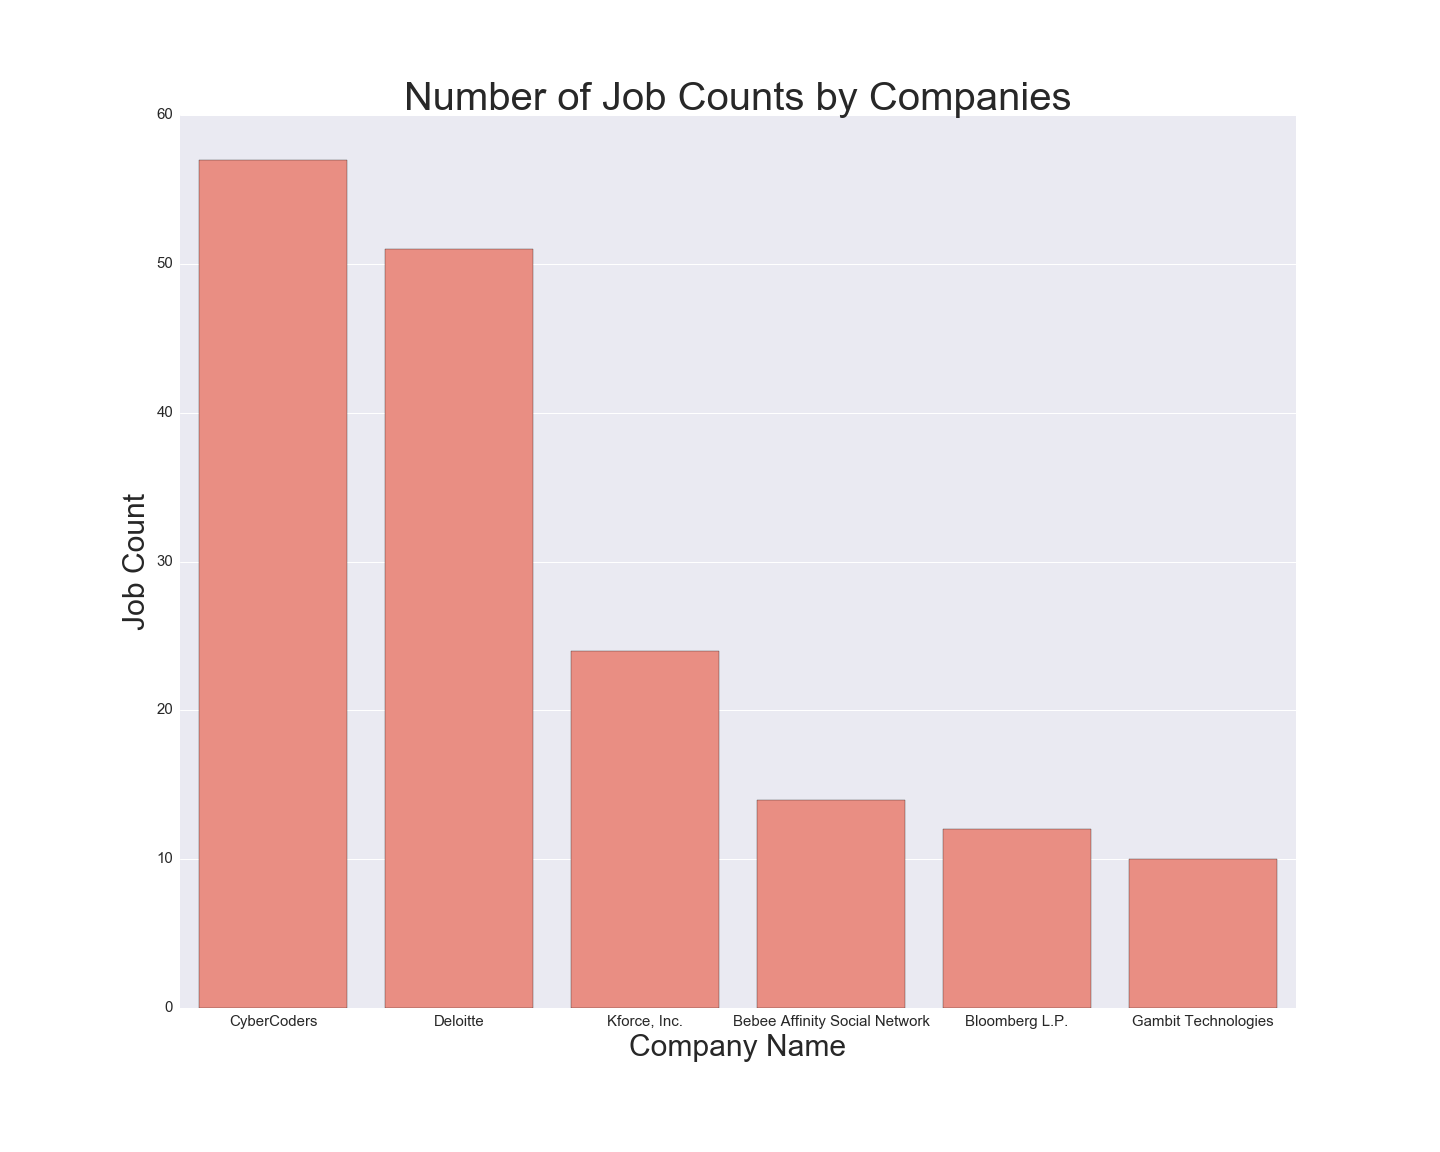 Number of Job Counts by Companies
60
50
40
30
20
10
0
Job Count
CyberCoders Deloitte Kforce, Inc. Bebee Affinity Social Network Bloomberg L.P. Gambit Technologies
Company Name